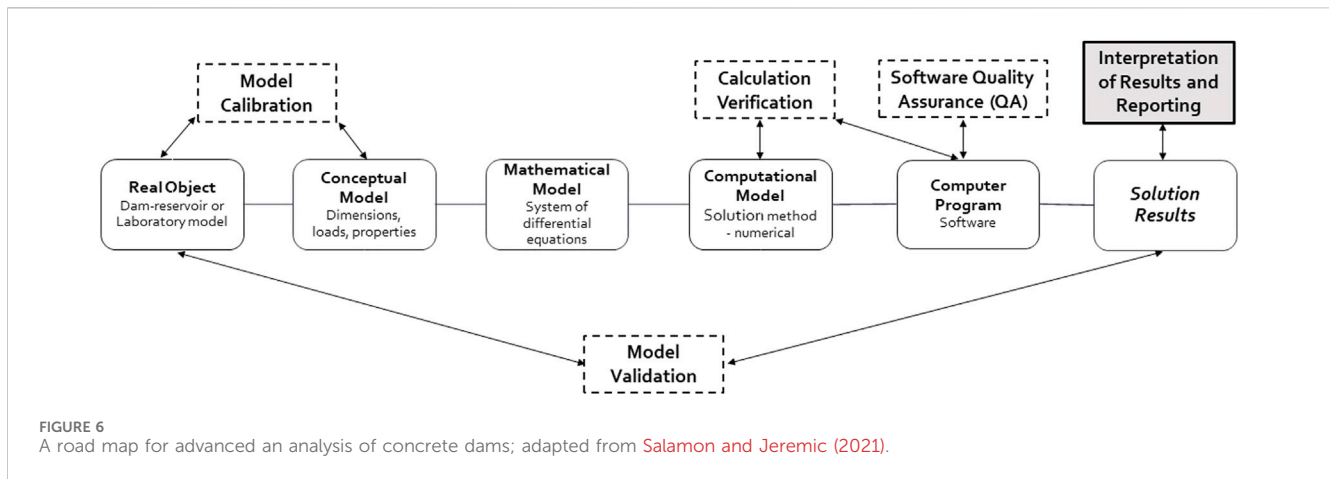 Model
Calibration
Calculation
Verification
Software Quality
Assurance (QA)
Interpretation
of Results and
Reporting
Real Object
Dam-reservoir or
Laboratory model
Conceptual
Model
Dimensions,
loads, properties
Mathematical
Model
System of
differential
equations
Computational
Model
Solution method
- numerical
Computer
Program
Software
Solution
Results
Model
Validation
FIGURE 6
A road map for advanced an analysis of concrete dams; adapted from Salamon and Jeremic (2021).